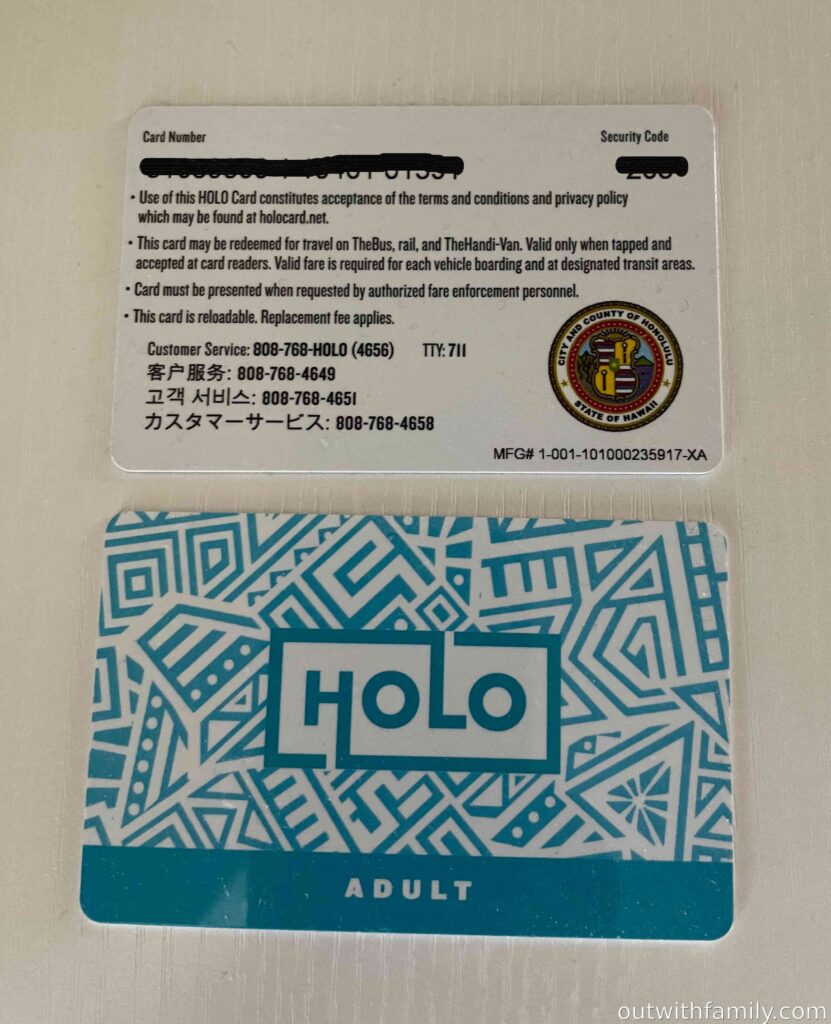 Card Number
Security Code
• Use of this HOLO Card constitutes acceptance of the terms and conditions and privacy policy
which may be found at holocard.net.
• This card may be redeemed for travel on TheBus, rail, and TheHandi-Van. Valid only when tapped and
accepted at card readers. Valid fare is required for each vehicle boarding and at designated transit areas.
• Card must be presented when requested by authorized fare enforcement personnel.
• This card is reloadable. Replacement fee applies.
Customer Service: 808-768-HOLO (4656) TTY: 711
客户服务: 808-768-4649
고객 서비스: 808-768-4651
カスタマーサービス: 808-768-4658
CITY AND COUNTY OF HONOLULU
STATE OF HAWAII
MFG# 1-001-101000235917-XA
HOLO
ADULT
outwithfamily.com